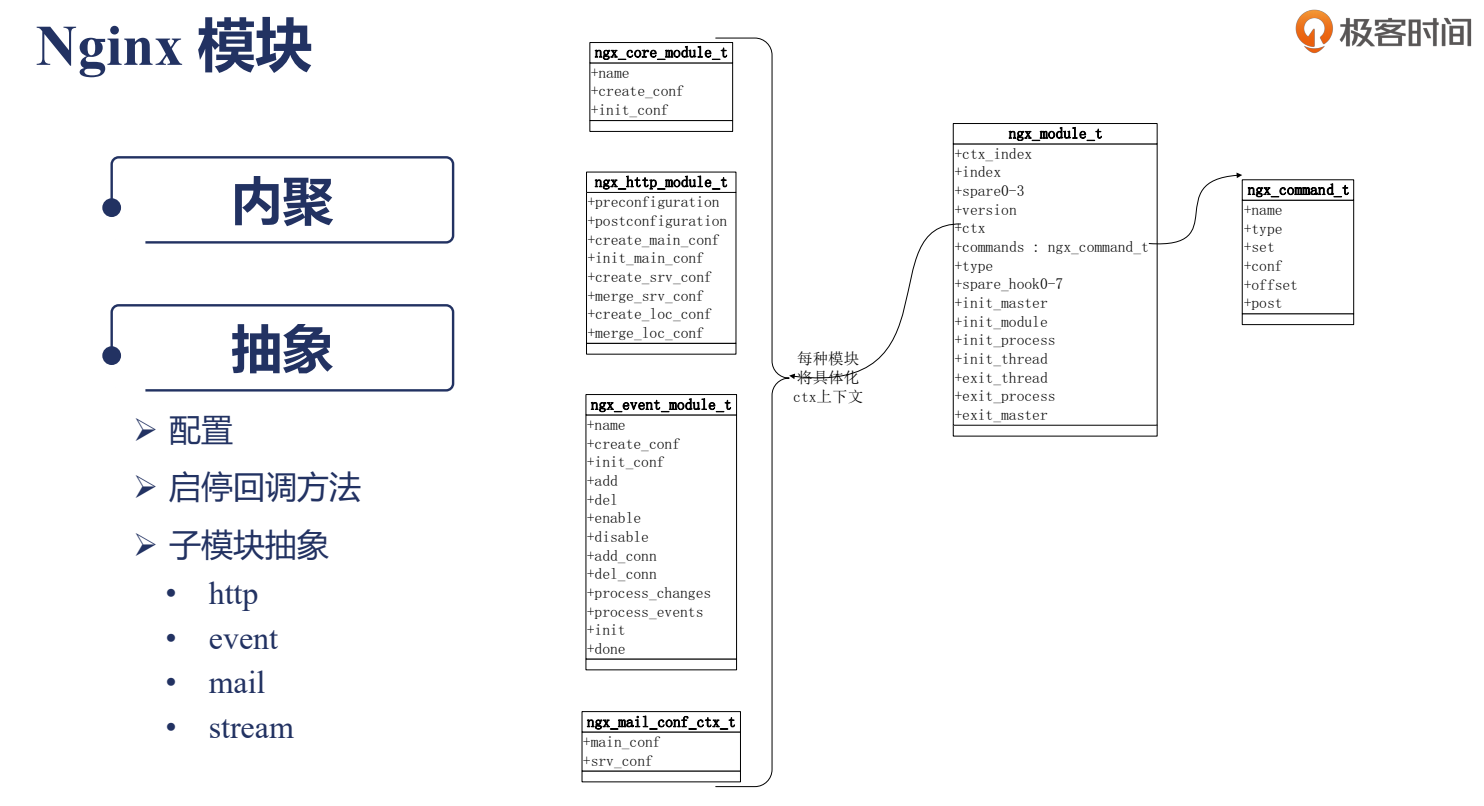 Nginx 模块
极客时间
内聚
抽象
➢ 配置
➢ 启停回调方法
➢ 子模块抽象
• http
• event
• mail
• stream
ngx_core_module_t
+name
+create_conf
+init_conf
ngx_http_module_t
+preconfiguration
+postconfiguration
+create_main_conf
+init_main_conf
+create_srv_conf
+merge_srv_conf
+create_loc_conf
+merge_loc_conf
ngx_event_module_t
+name
+create_conf
+init_conf
+add
+del
+enable
+disable
+add_conn
+del_conn
+process_changes
+process_events
+init
+done
ngx_mail_conf_ctx_t
+main_conf
+srv_conf
每种模块
将具体化
ctx上下文
ngx_module_t
+ctx_index
+index
+spare0-3
+version
+ctx
+commands : ngx_command_t
+type
+spare_hook0-7
+init_master
+init_module
+init_process
+init_thread
+exit_thread
+exit_process
+exit_master
ngx_command_t
+name
+type
+set
+conf
+offset
+post